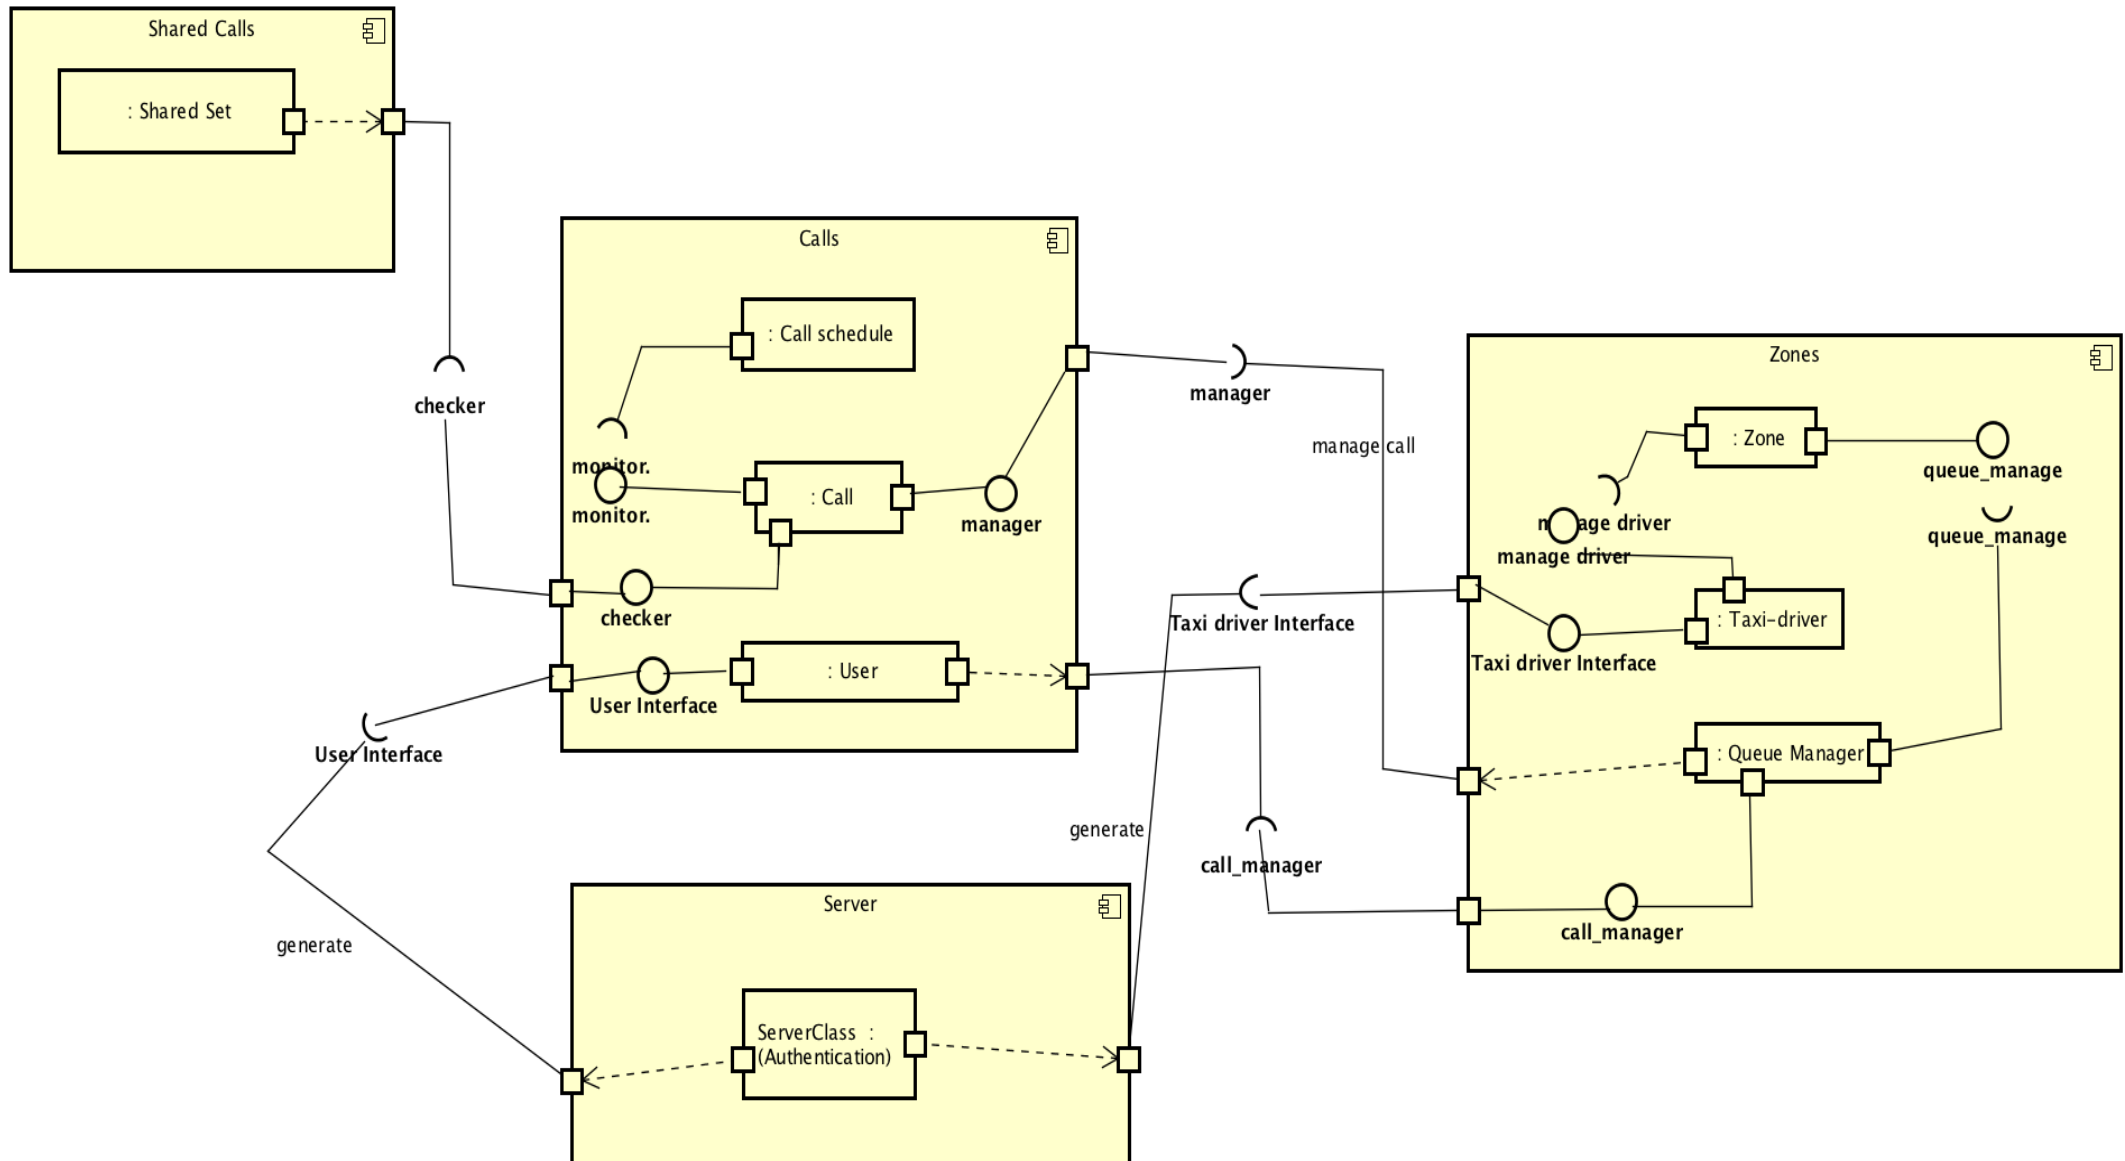 Shared Calls
: Shared Set
checker
Calls
: Call schedule
monitor.
monitor.
: Call
manager
checker
: User
User Interface
User Interface
generate
manager
manage call
Taxi driver Interface
generate
call_manager
Zones
: Zone
queue_manage
queue_manage
manage driver
manage driver
: Taxi-driver
Taxi driver Interface
: Queue Manager
call_manager
Server
ServerClass :
(Authentication)